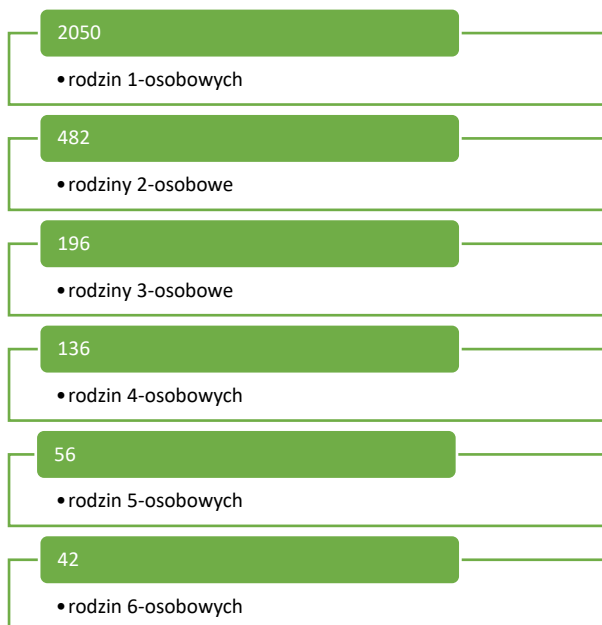 2050
•rodzin 1-osobowych
482
•rodziny 2-osobowe
196
•rodziny 3-osobowe
136
•rodzin 4-osobowych
56
•rodzin 5-osobowych
42
•rodzin 6-osobowych